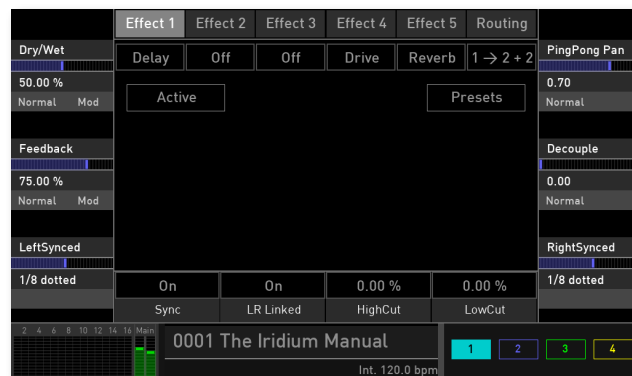 Effect 1 Effect 2 Effect 3 Effect 4 Effect 5 Routing
Dry/Wet Delay Off Off Drive Reverb 1 → 2 + 2 PingPong Pan
50.00 % 0.70
Normal Mod Active Presets Normal
Feedback Decouple
75.00 % 0.00
Normal Mod Normal
LeftSynced RightSynced
1/8 dotted On On 0.00 % 0.00 % 1/8 dotted
Sync LR Linked HighCut LowCut
2 4 6 8 10 12 14 16 Main
0001 The Iridium Manual
1 2 3 4
Int. 120.0 bpm